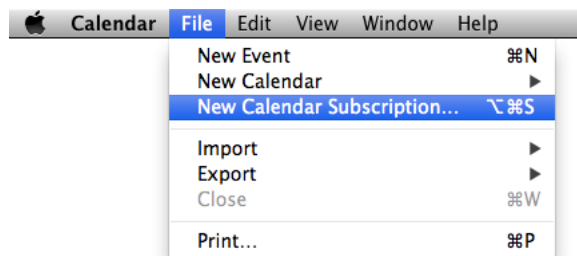 Calendar File Edit View Window Help
New Event ⌘N
New Calendar ▶
New Calendar Subscription... ⌥⌘S
Import ▶
Export ▶
Close ⌘W
Print... ⌘P